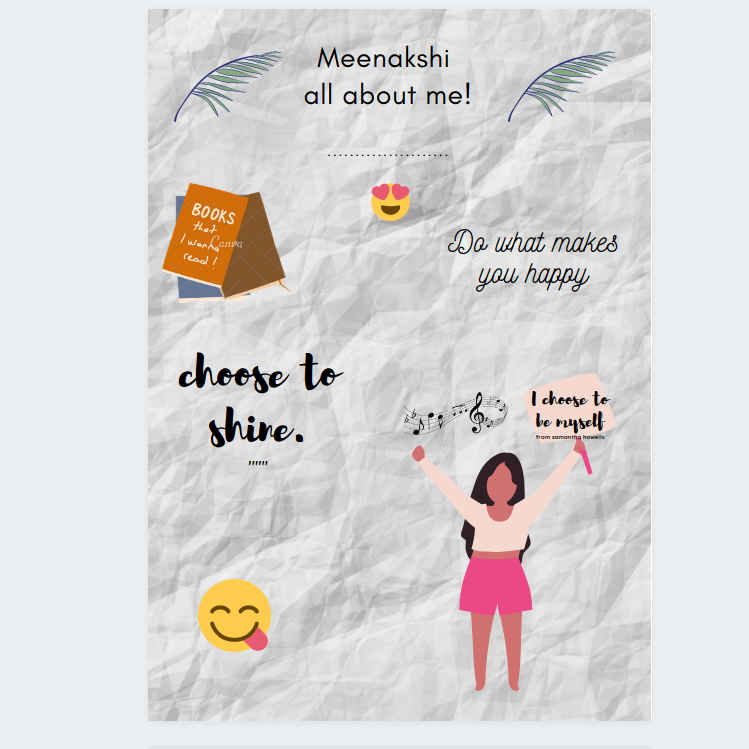 Meenakshi
all about me!
......................
BOOKS
that
I wanna
read!
Canva
Do what makes
you happy
choose to
shine.
"""
I choose to
be myself
from samantha howells